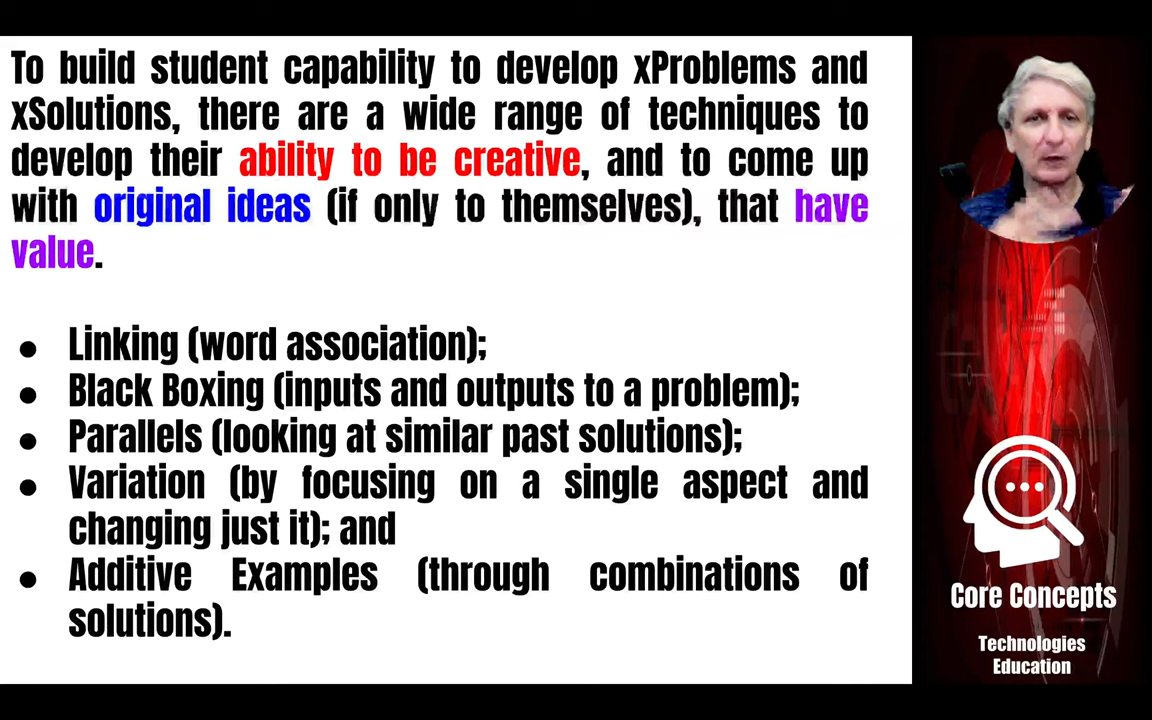 To build student capability to develop xProblems and
xSolutions, there are a wide range of techniques to
develop their ability to be creative, and to come up
with original ideas (if only to themselves), that have
value.
● Linking (word association);
● Black Boxing (inputs and outputs to a problem);
● Parallels (looking at similar past solutions);
● Variation (by focusing on a single aspect and
changing just it); and
● Additive Examples (through combinations of
solutions).
Core Concepts
Technologies
Education